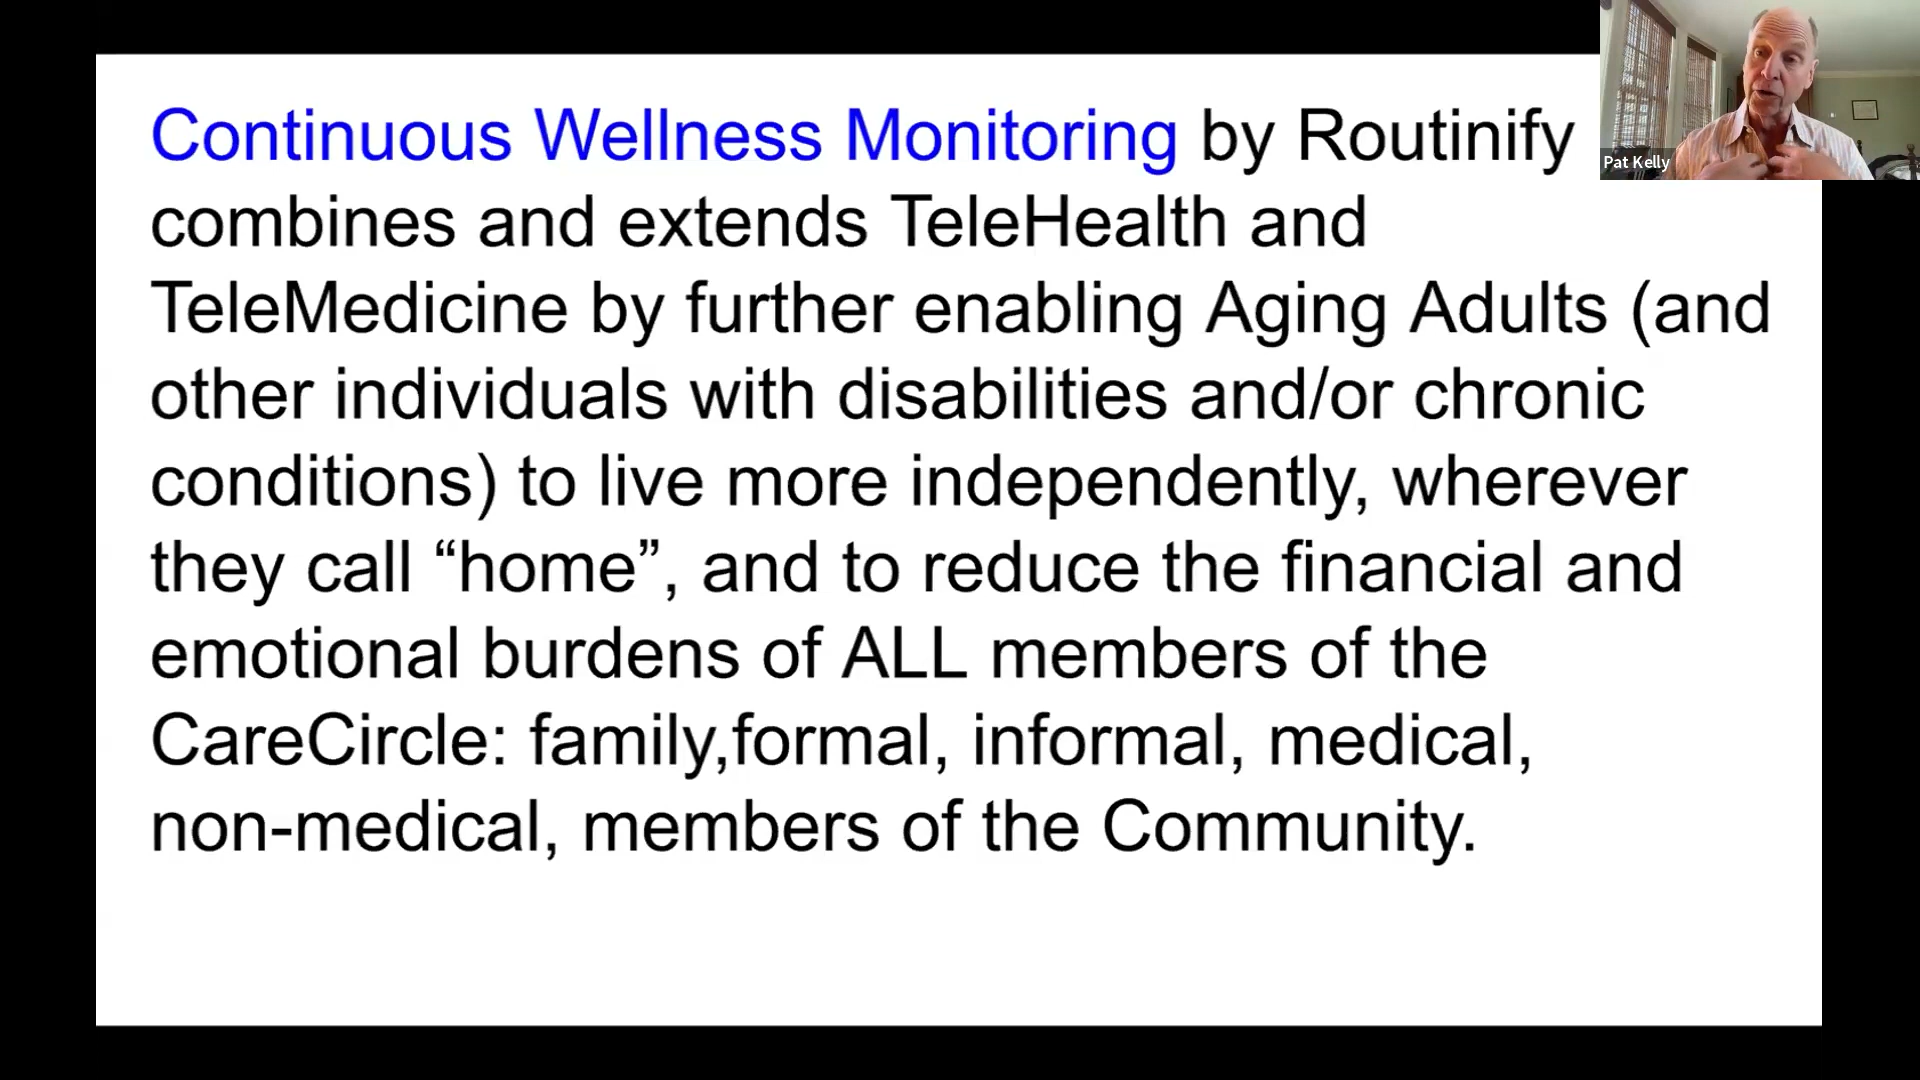 Continuous Wellness Monitoring by Routinify
combines and extends TeleHealth and
TeleMedicine by further enabling Aging Adults (and
other individuals with disabilities and/or chronic
conditions) to live more independently, wherever
they call “home”, and to reduce the financial and
emotional burdens of ALL members of the
CareCircle: family,formal, informal, medical,
non-medical, members of the Community.
Pat Kelly